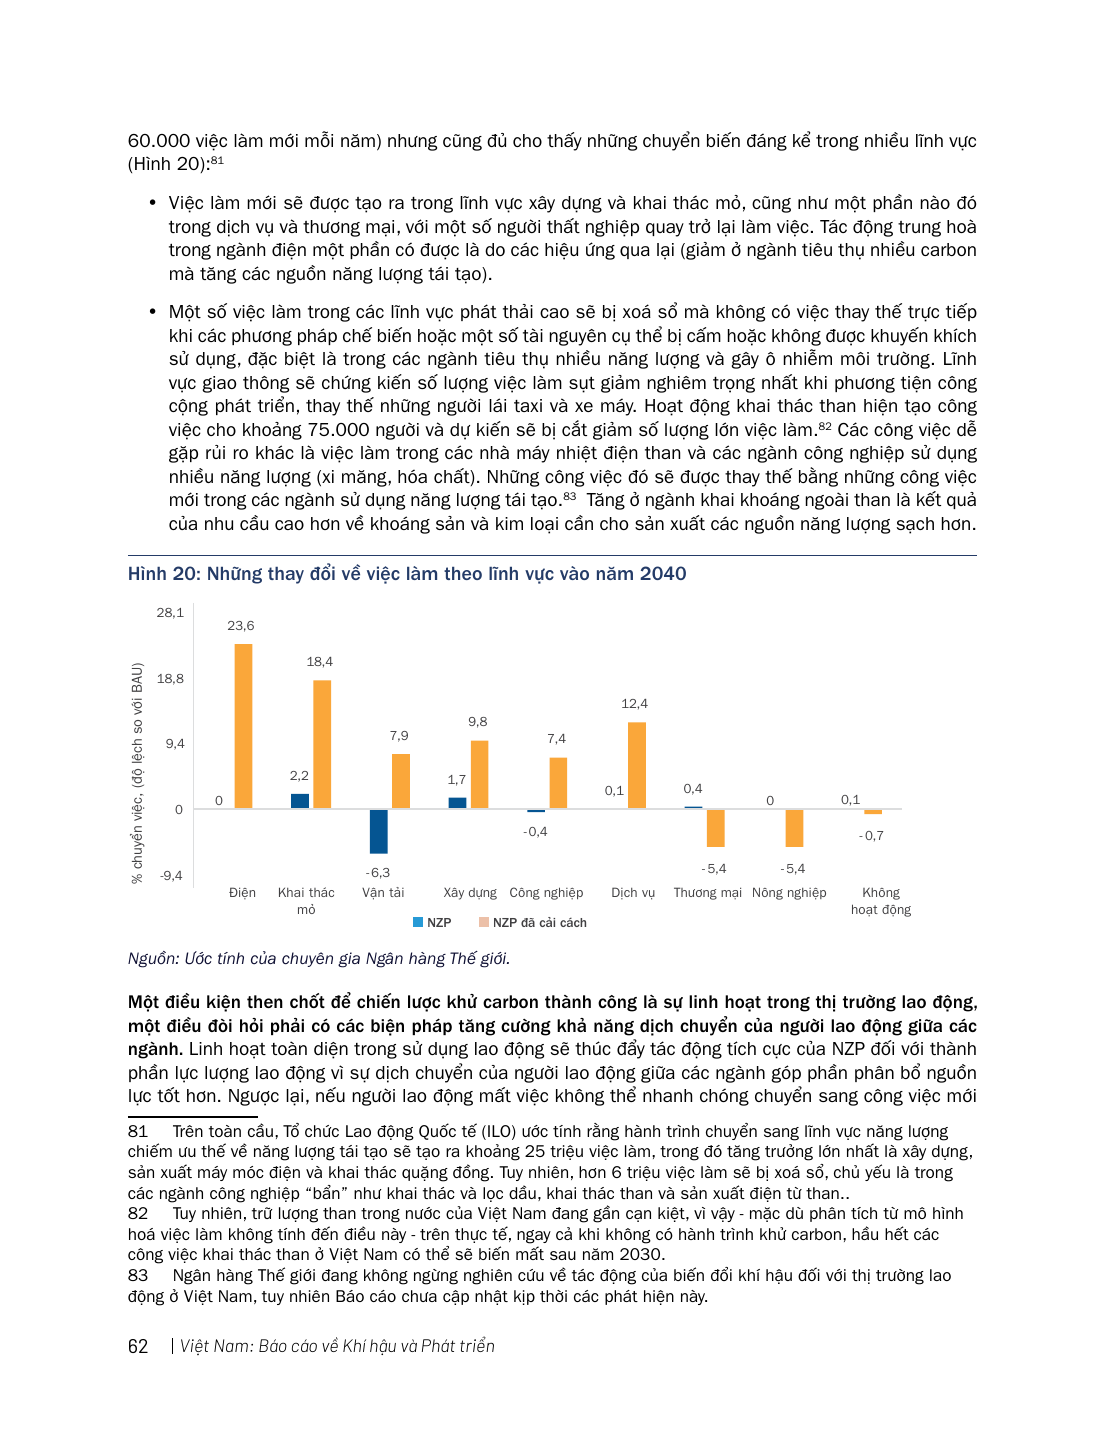 60.000 việc làm mới mỗi năm) nhưng cũng đủ cho thấy những chuyển biến đáng kể trong nhiều lĩnh vực
(Hình 20):81
• Việc làm mới sẽ được tạo ra trong lĩnh vực xây dựng và khai thác mỏ, cũng như một phần nào đó
trong dịch vụ và thương mại, với một số người thất nghiệp quay trở lại làm việc. Tác động trung hoà
trong ngành điện một phần có được là do các hiệu ứng qua lại (giảm ở ngành tiêu thụ nhiều carbon
mà tăng các nguồn năng lượng tái tạo).
• Một số việc làm trong các lĩnh vực phát thải cao sẽ bị xoá sổ mà không có việc thay thế trực tiếp
khi các phương pháp chế biến hoặc một số tài nguyên cụ thể bị cấm hoặc không được khuyến khích
sử dụng, đặc biệt là trong các ngành tiêu thụ nhiều năng lượng và gây ô nhiễm môi trường. Lĩnh
vực giao thông sẽ chứng kiến số lượng việc làm sụt giảm nghiêm trọng nhất khi phương tiện công
cộng phát triển, thay thế những người lái taxi và xe máy. Hoạt động khai thác than hiện tạo công
việc cho khoảng 75.000 người và dự kiến sẽ bị cắt giảm số lượng lớn việc làm.82 Các công việc dễ
gặp rủi ro khác là việc làm trong các nhà máy nhiệt điện than và các ngành công nghiệp sử dụng
nhiều năng lượng (xi măng, hóa chất). Những công việc đó sẽ được thay thế bằng những công việc
mới trong các ngành sử dụng năng lượng tái tạo.83 Tăng ở ngành khai khoáng ngoài than là kết quả
của nhu cầu cao hơn về khoáng sản và kim loại cần cho sản xuất các nguồn năng lượng sạch hơn.
Hình 20: Những thay đổi về việc làm theo lĩnh vực vào năm 2040
% chuyển việc, (độ lệch so với BAU)
28,1
18,8
9,4
0
-9,4
0 23,6
2,2 18,4
-6,3 7,9
1,7 9,8
-0,4 7,4
0,1 12,4
0,4 -5,4
0 -5,4
0,1 -0,7
Điện Khai thác Vận tải Xây dựng Công nghiệp Dịch vụ Thương mại Nông nghiệp Không
mỏ hoạt động
NZP NZP đã cải cách
Nguồn: Ước tính của chuyên gia Ngân hàng Thế giới.
Một điều kiện then chốt để chiến lược khử carbon thành công là sự linh hoạt trong thị trường lao động,
một điều đòi hỏi phải có các biện pháp tăng cường khả năng dịch chuyển của người lao động giữa các
ngành. Linh hoạt toàn diện trong sử dụng lao động sẽ thúc đẩy tác động tích cực của NZP đối với thành
phần lực lượng lao động vì sự dịch chuyển của người lao động giữa các ngành góp phần phân bổ nguồn
lực tốt hơn. Ngược lại, nếu người lao động mất việc không thể nhanh chóng chuyển sang công việc mới
81 Trên toàn cầu, Tổ chức Lao động Quốc tế (ILO) ước tính rằng hành trình chuyển sang lĩnh vực năng lượng
chiếm ưu thế về năng lượng tái tạo sẽ tạo ra khoảng 25 triệu việc làm, trong đó tăng trưởng lớn nhất là xây dựng,
sản xuất máy móc điện và khai thác quặng đồng. Tuy nhiên, hơn 6 triệu việc làm sẽ bị xoá sổ, chủ yếu là trong
các ngành công nghiệp “bẩn” như khai thác và lọc dầu, khai thác than và sản xuất điện từ than..
82 Tuy nhiên, trữ lượng than trong nước của Việt Nam đang gần cạn kiệt, vì vậy - mặc dù phân tích từ mô hình
hoá việc làm không tính đến điều này - trên thực tế, ngay cả khi không có hành trình khử carbon, hầu hết các
công việc khai thác than ở Việt Nam có thể sẽ biến mất sau năm 2030.
83 Ngân hàng Thế giới đang không ngừng nghiên cứu về tác động của biến đổi khí hậu đối với thị trường lao
động ở Việt Nam, tuy nhiên Báo cáo chưa cập nhật kịp thời các phát hiện này.
62 | Việt Nam: Báo cáo về Khí hậu và Phát triển